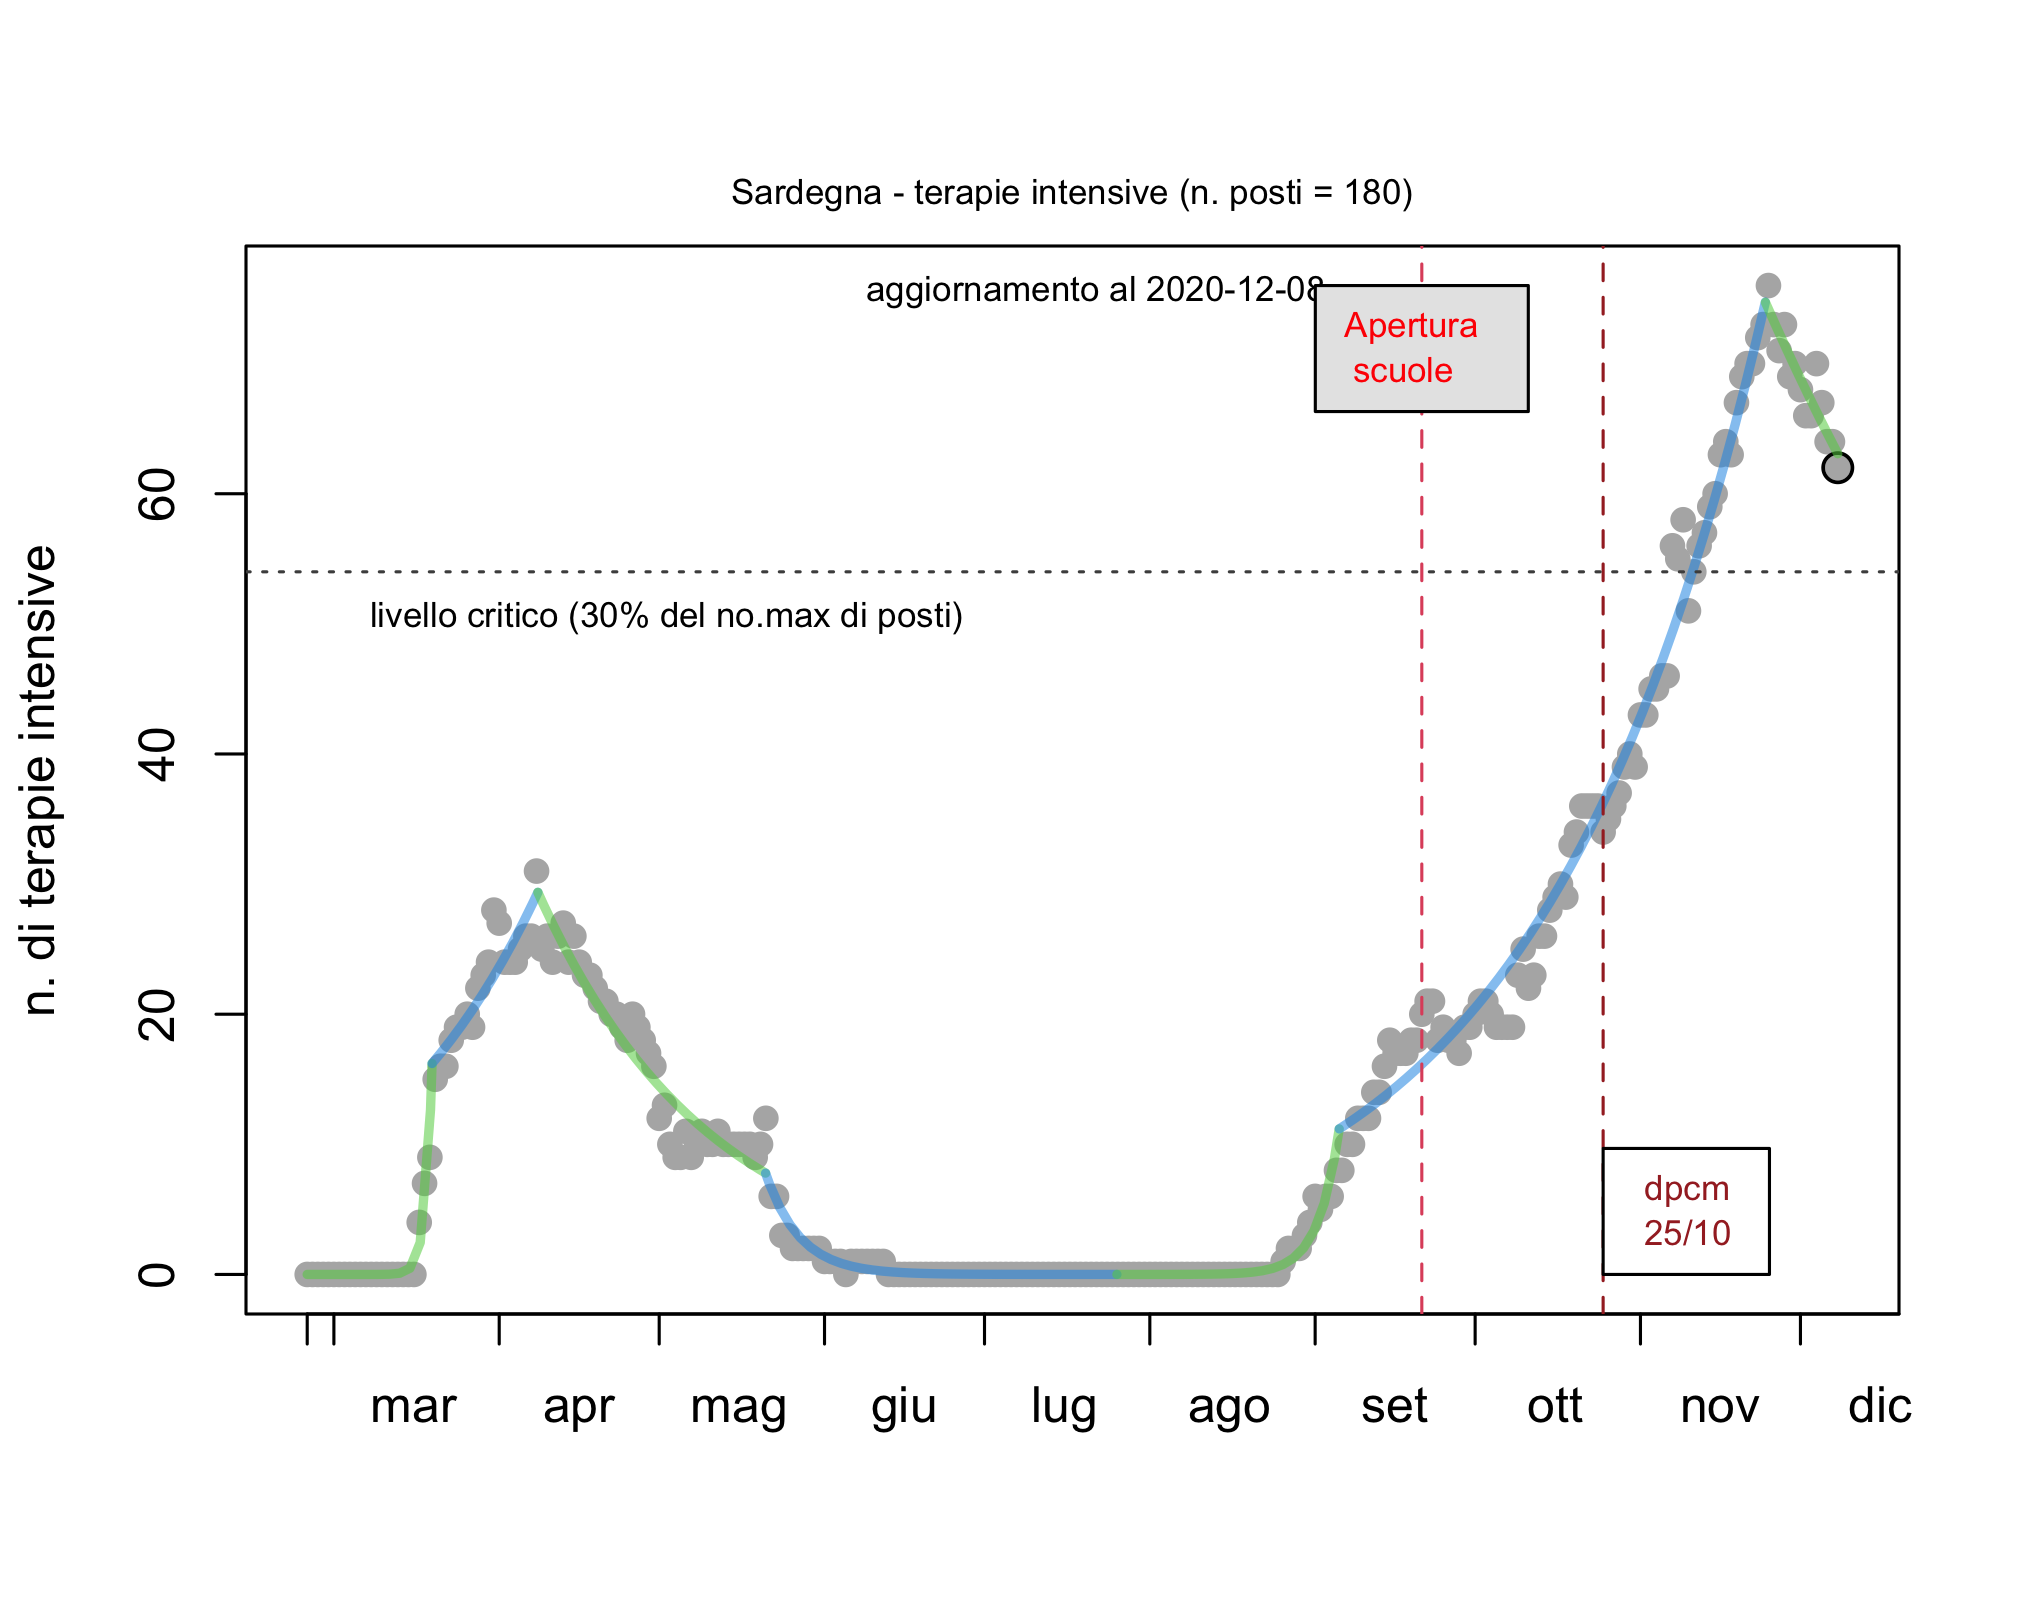 Sardegna - terapie intensive (n. posti = 180)
aggiornamento al 2020-12-08
Apertura
scuole
livello critico (30% del no.max di posti)
dpcm
25/10
n. di terapie intensive
60
40
20
0
mar apr mag giu lug ago set ott nov dic